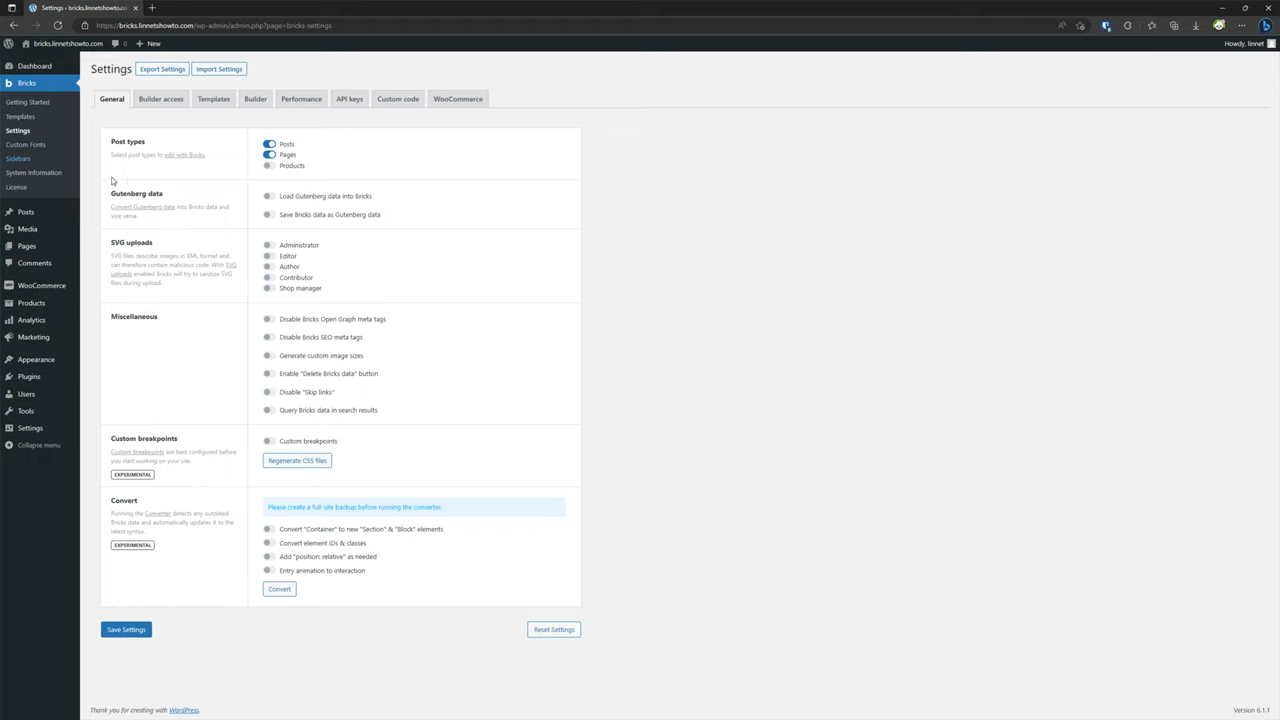 Settings ‹ bricks.linnetshowto.com
https://bricks.linnetshowto.com/wp-admin/admin.php?page=bricks-settings
bricks.linnetshowto.com
0
New
Howdy, linnet
Dashboard
Bricks
Getting Started
Templates
Settings
Custom Fonts
Sidebars
System Information
License
Posts
Media
Pages
Comments
WooCommerce
Products
Analytics
Marketing
Appearance
Plugins
Users
Tools
Settings
Collapse menu
Settings
Export Settings
Import Settings
General
Builder access
Templates
Builder
Performance
API keys
Custom code
WooCommerce
Post types
Select post types to edit with Bricks.
Posts
Pages
Products
Gutenberg data
Convert Gutenberg data into Bricks data and
vice versa.
Load Gutenberg data into Bricks
Save Bricks data as Gutenberg data
SVG uploads
SVG files describe images in XML format and
can therefore contain malicious code. With SVG
uploads enabled Bricks will try to sanitize SVG
files during upload.
Administrator
Editor
Author
Contributor
Shop manager
Miscellaneous
Disable Bricks Open Graph meta tags
Disable Bricks SEO meta tags
Generate custom image sizes
Enable "Delete Bricks data" button
Disable "Skip links"
Query Bricks data in search results
Custom breakpoints
Custom breakpoints are best configured before
you start working on your site.
EXPERIMENTAL
Custom breakpoints
Regenerate CSS files
Convert
Running the Converter detects any outdated
Bricks data and automatically updates it to the
latest syntax.
EXPERIMENTAL
Please create a full-site backup before running the converter.
Convert "Container" to new "Section" & "Block" elements
Convert element IDs & classes
Add "position: relative" as needed
Entry animation to interaction
Convert
Save Settings
Reset Settings
Thank you for creating with WordPress.
Version 6.1.1